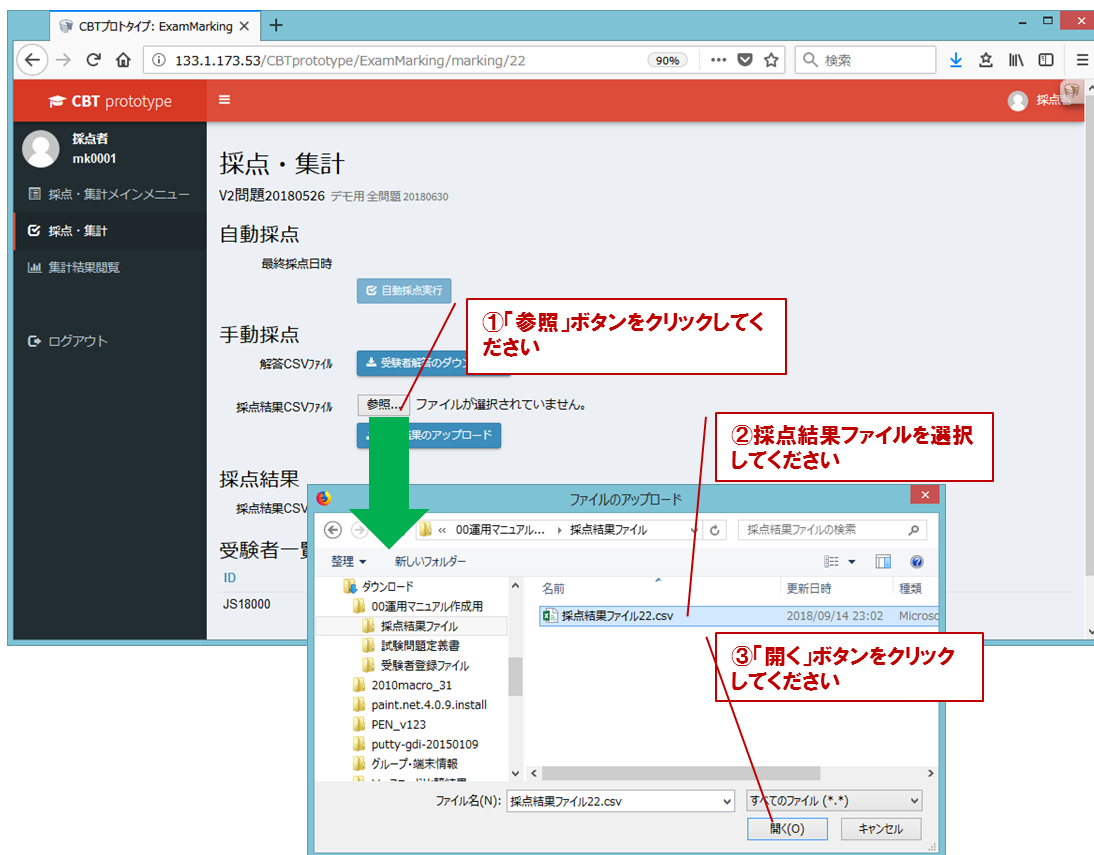 CBTプロトタイプ: ExamMarking
133.1.173.53/CBTprototype/ExamMarking/marking/22
90%
検索
CBT prototype
採点者
採点者
mk0001
採点・集計メインメニュー
採点・集計
集計結果閲覧
ログアウト
採点・集計
V2問題20180526 デモ用 全問題 20180630
自動採点
最終採点日時
自動採点実行
①「参照」ボタンをクリックしてく
ださい
手動採点
解答CSVファイル
受験者解答のダウン
採点結果CSVファイル
参照... ファイルが選択されていません。
結果のアップロード
②採点結果ファイルを選択
してください
採点結果
採点結果CSV
受験者一覧
ID
JS18000
ファイルのアップロード
« 00運用マニュアル... 採点結果ファイル
採点結果ファイルの検索
整理
新しいフォルダー
ダウンロード
00運用マニュアル作成用
採点結果ファイル
試験問題定義書
受験者登録ファイル
2010macro_31
paint.net.4.0.9.install
PEN_v123
putty-gdi-20150109
グループ・端末情報
名前
更新日時
種類
採点結果ファイル22.csv
2018/09/14 23:02
Microso
③「開く」ボタンをクリック
してください
ファイル名(N):
採点結果ファイル22.csv
すべてのファイル (*.*)
開く(O)
キャンセル